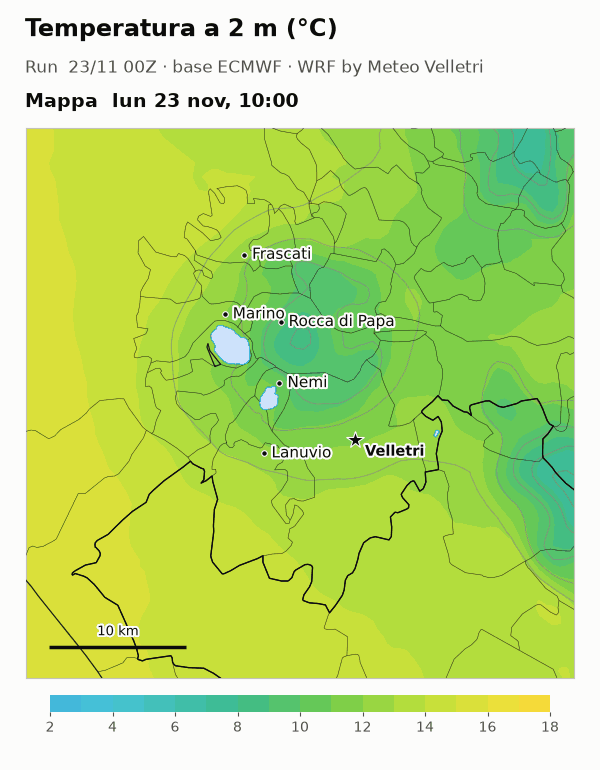 Temperatura a 2 m (°C)
Run  23/11 00Z · base ECMWF · WRF by Meteo Velletri
Mappa  lun 23 nov, 10:00
Frascati
Marino
Rocca di Papa
Nemi
Velletri
Lanuvio
10 km
2 4 6 8 10 12 14 16 18